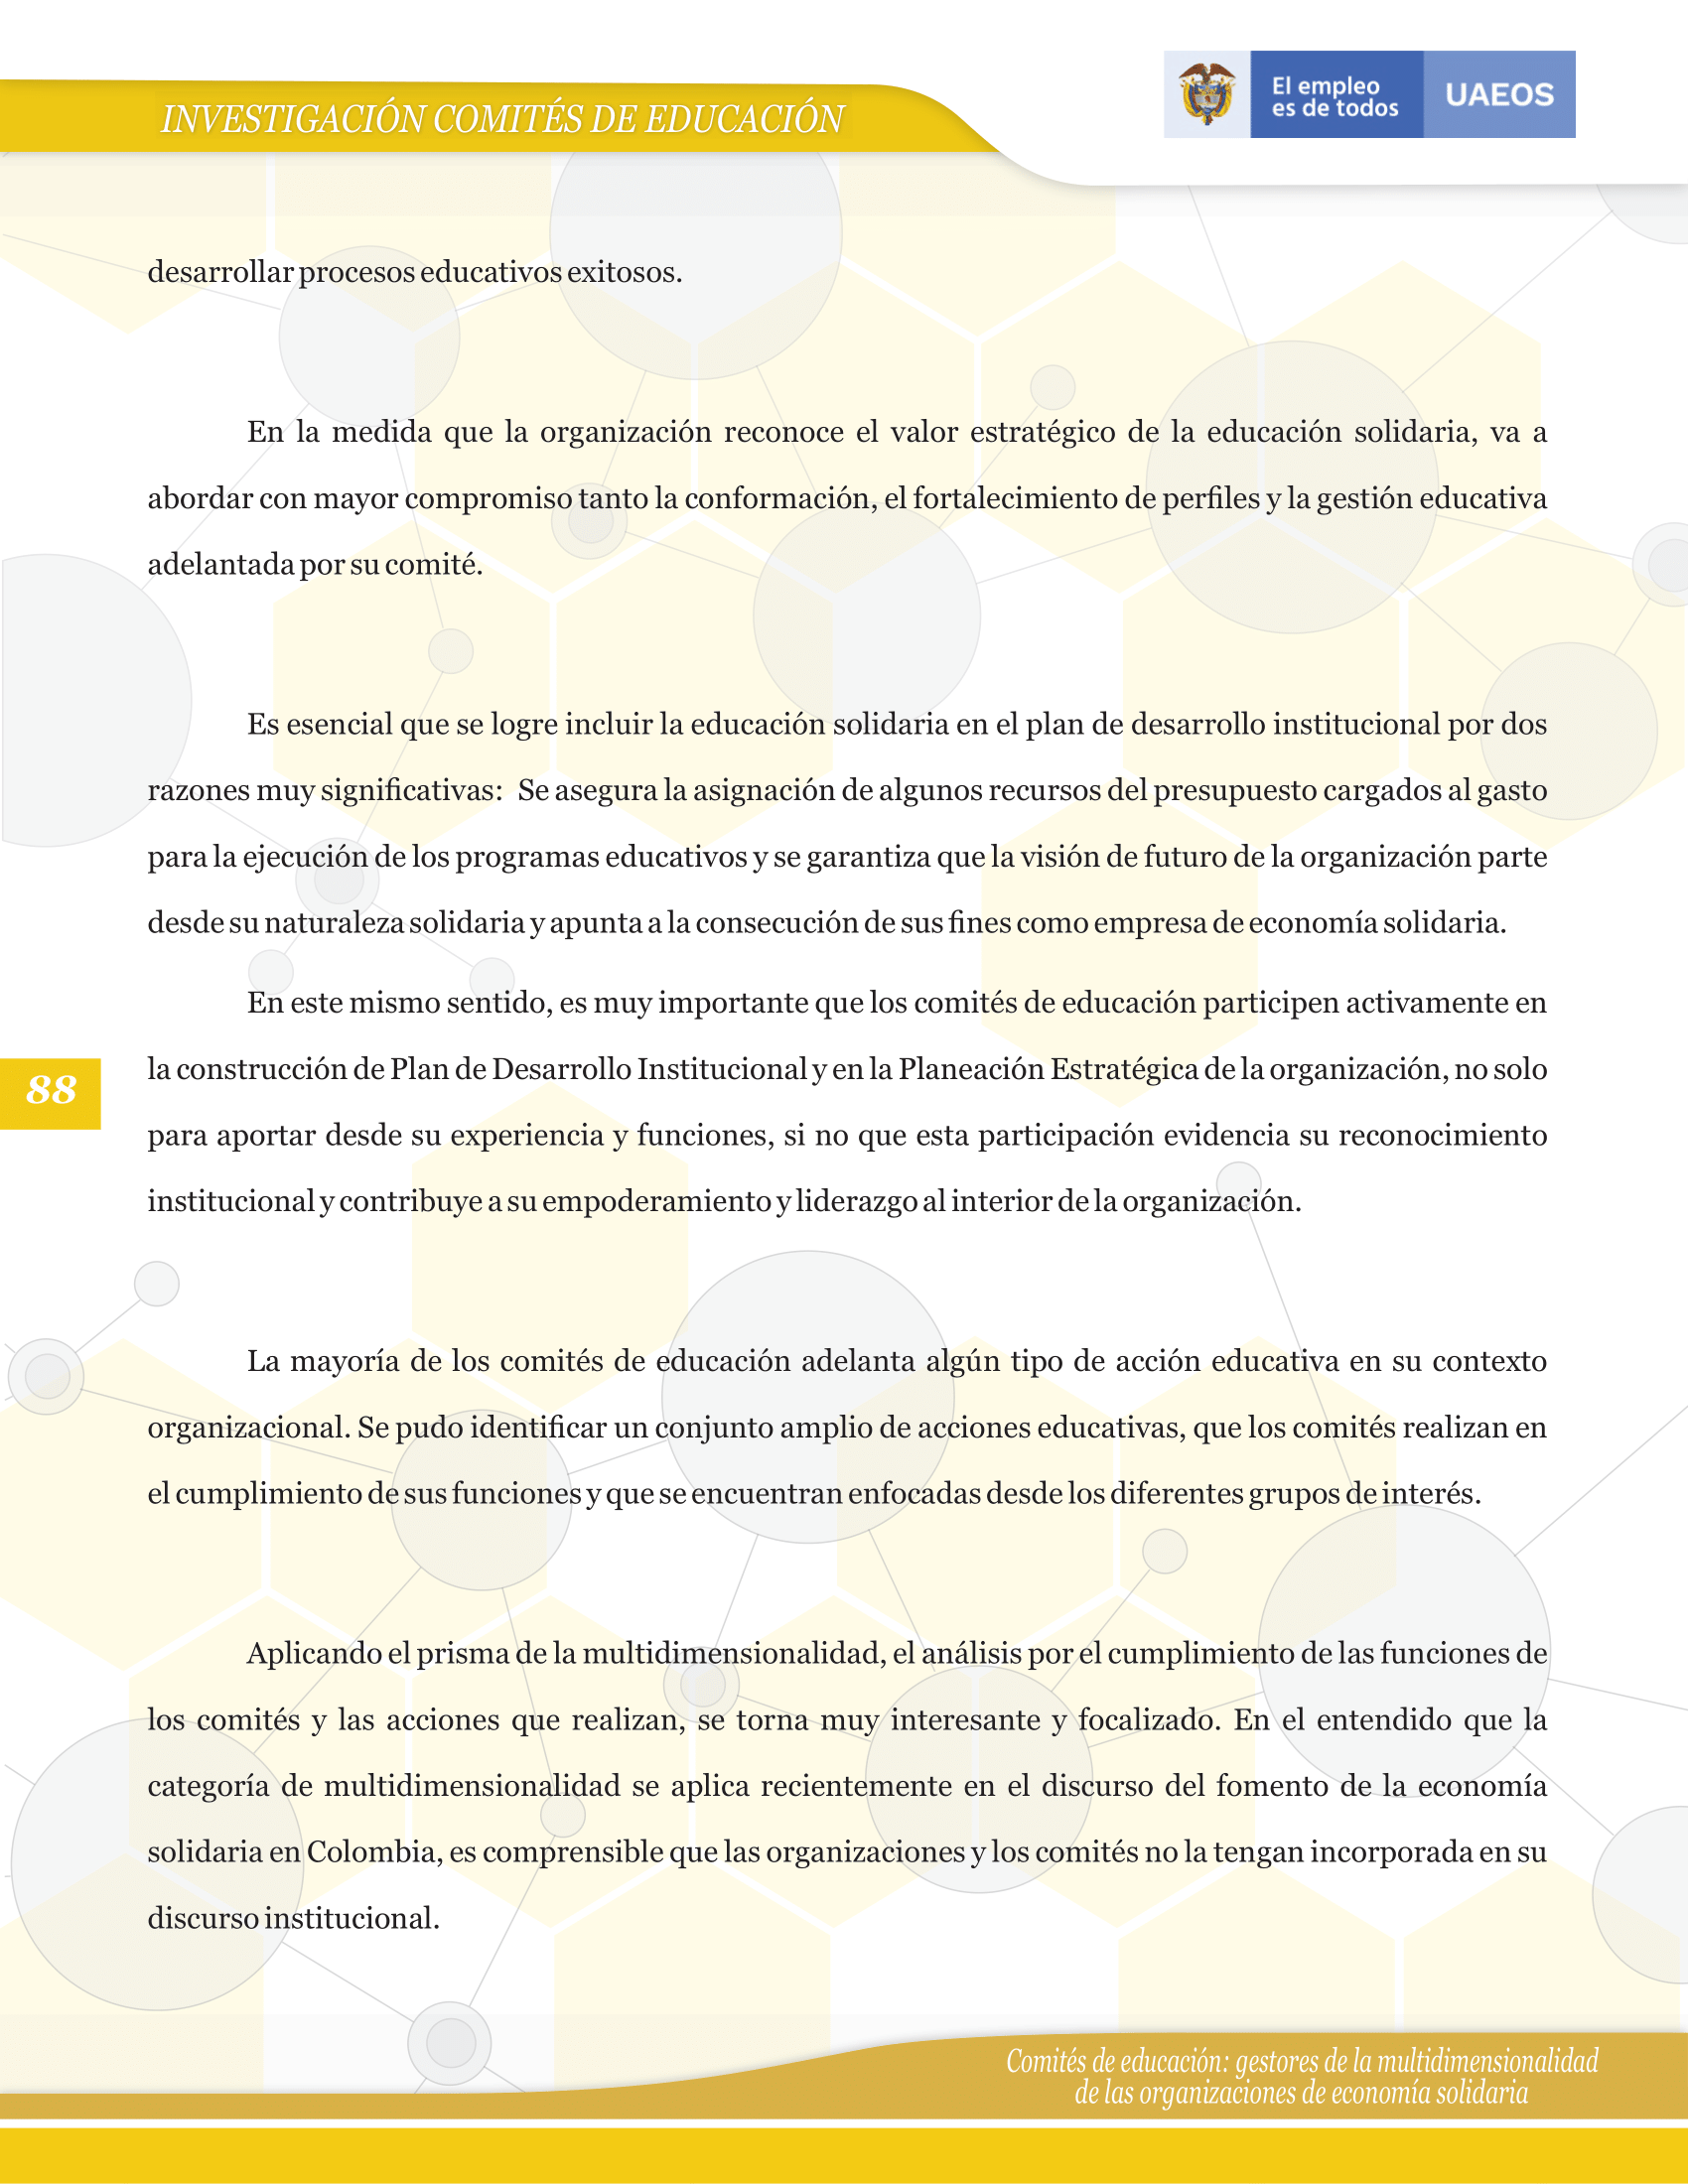 INVESTIGACIÓN COMITÉS DE EDUCACIÓN
El empleo
es de todos
UAEOS
desarrollar procesos educativos exitosos.
En la medida que la organización reconoce el valor estratégico de la educación solidaria, va a
abordar con mayor compromiso tanto la conformación, el fortalecimiento de perfiles y la gestión educativa
adelantada por su comité.
Es esencial que se logre incluir la educación solidaria en el plan de desarrollo institucional por dos
razones muy significativas:  Se asegura la asignación de algunos recursos del presupuesto cargados al gasto
para la ejecución de los programas educativos y se garantiza que la visión de futuro de la organización parte
desde su naturaleza solidaria y apunta a la consecución de sus fines como empresa de economía solidaria.
En este mismo sentido, es muy importante que los comités de educación participen activamente en
la construcción de Plan de Desarrollo Institucional y en la Planeación Estratégica de la organización, no solo
para aportar desde su experiencia y funciones, si no que esta participación evidencia su reconocimiento
institucional y contribuye a su empoderamiento y liderazgo al interior de la organización.
88
La mayoría de los comités de educación adelanta algún tipo de acción educativa en su contexto
organizacional. Se pudo identificar un conjunto amplio de acciones educativas, que los comités realizan en
el cumplimiento de sus funciones y que se encuentran enfocadas desde los diferentes grupos de interés.
Aplicando el prisma de la multidimensionalidad, el análisis por el cumplimiento de las funciones de
los comités y las acciones que realizan, se torna muy interesante y focalizado. En el entendido que la
categoría de multidimensionalidad se aplica recientemente en el discurso del fomento de la economía
solidaria en Colombia, es comprensible que las organizaciones y los comités no la tengan incorporada en su
discurso institucional.
Comités de educación: gestores de la multidimensionalidad
de las organizaciones de economía solidaria